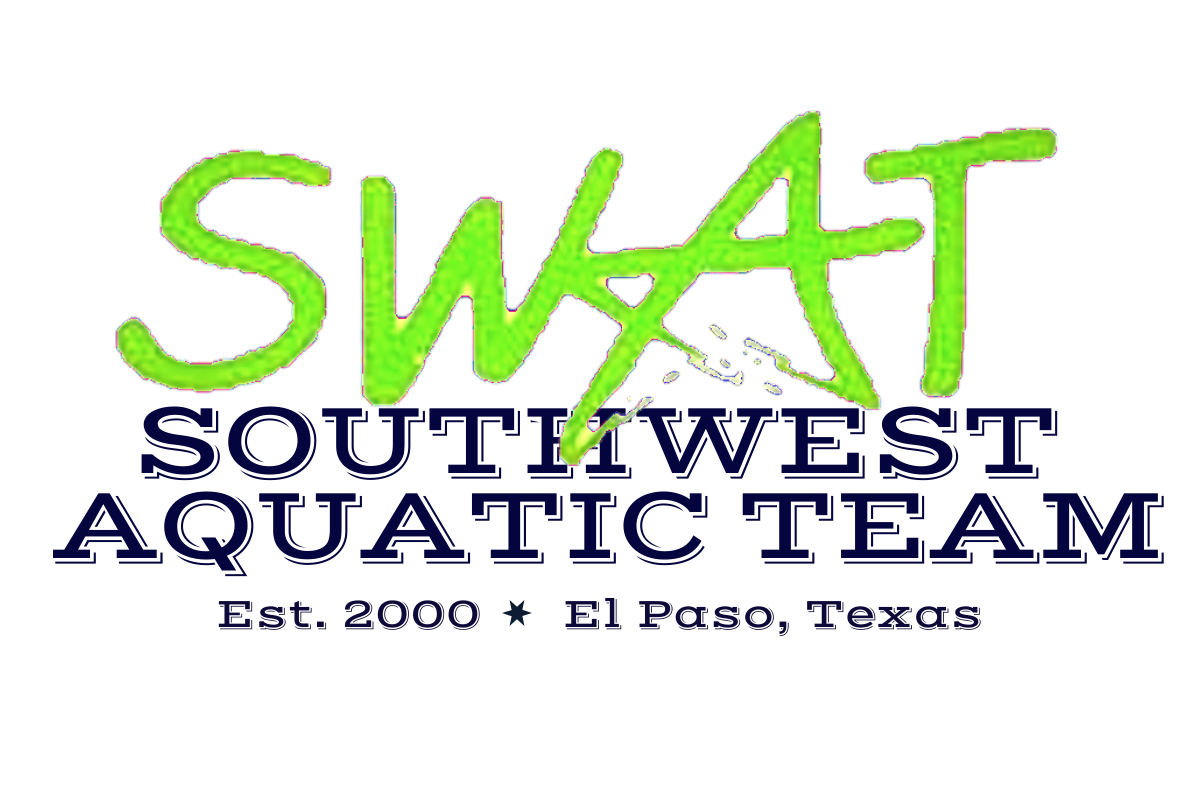 SWAT
SOUTHWEST
AQUATIC TEAM
Est. 2000 ★ El Paso, Texas